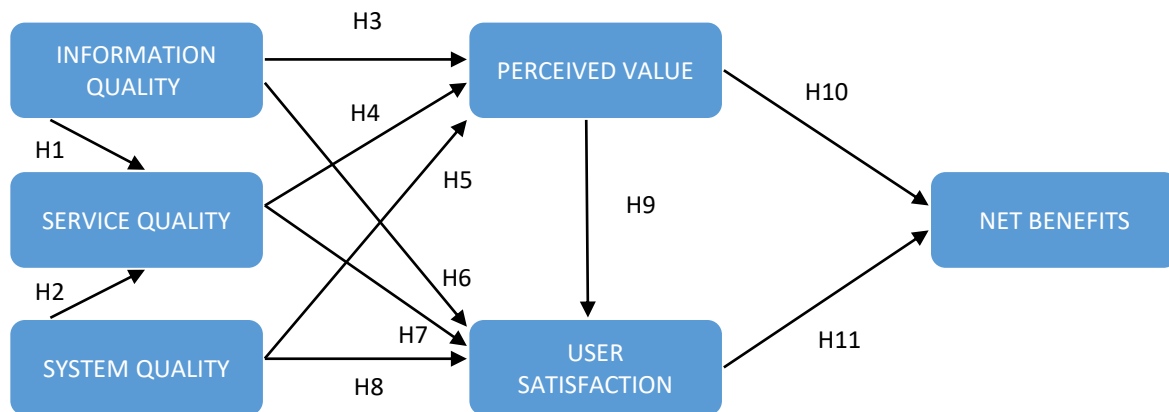 H3
INFORMATION
QUALITY
PERCEIVED VALUE
H10
H4
H1
H5
SERVICE QUALITY
H9
NET BENEFITS
H6
H2
H7
H11
SYSTEM QUALITY
USER
SATISFACTION
H8